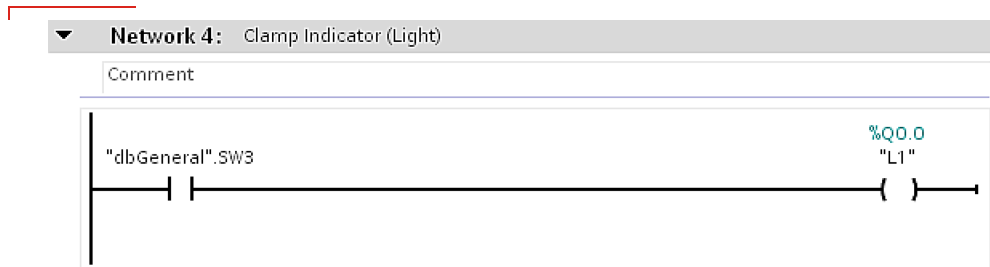 Network 4: Clamp Indicator (Light)
Comment
%Q0.0
"dbGeneral".SW3 "L1"